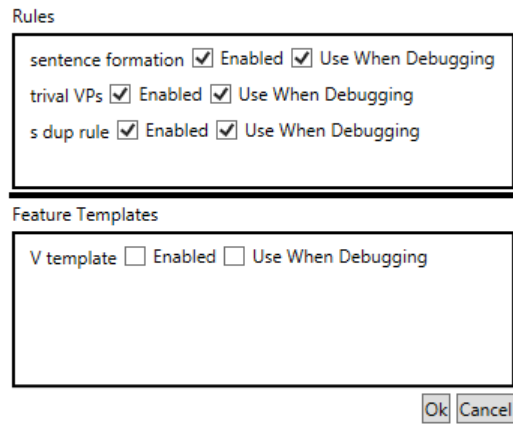 Rules
sentence formation Enabled Use When Debugging
trival VPs Enabled Use When Debugging
s dup rule Enabled Use When Debugging
Feature Templates
V template Enabled Use When Debugging
Ok Cancel